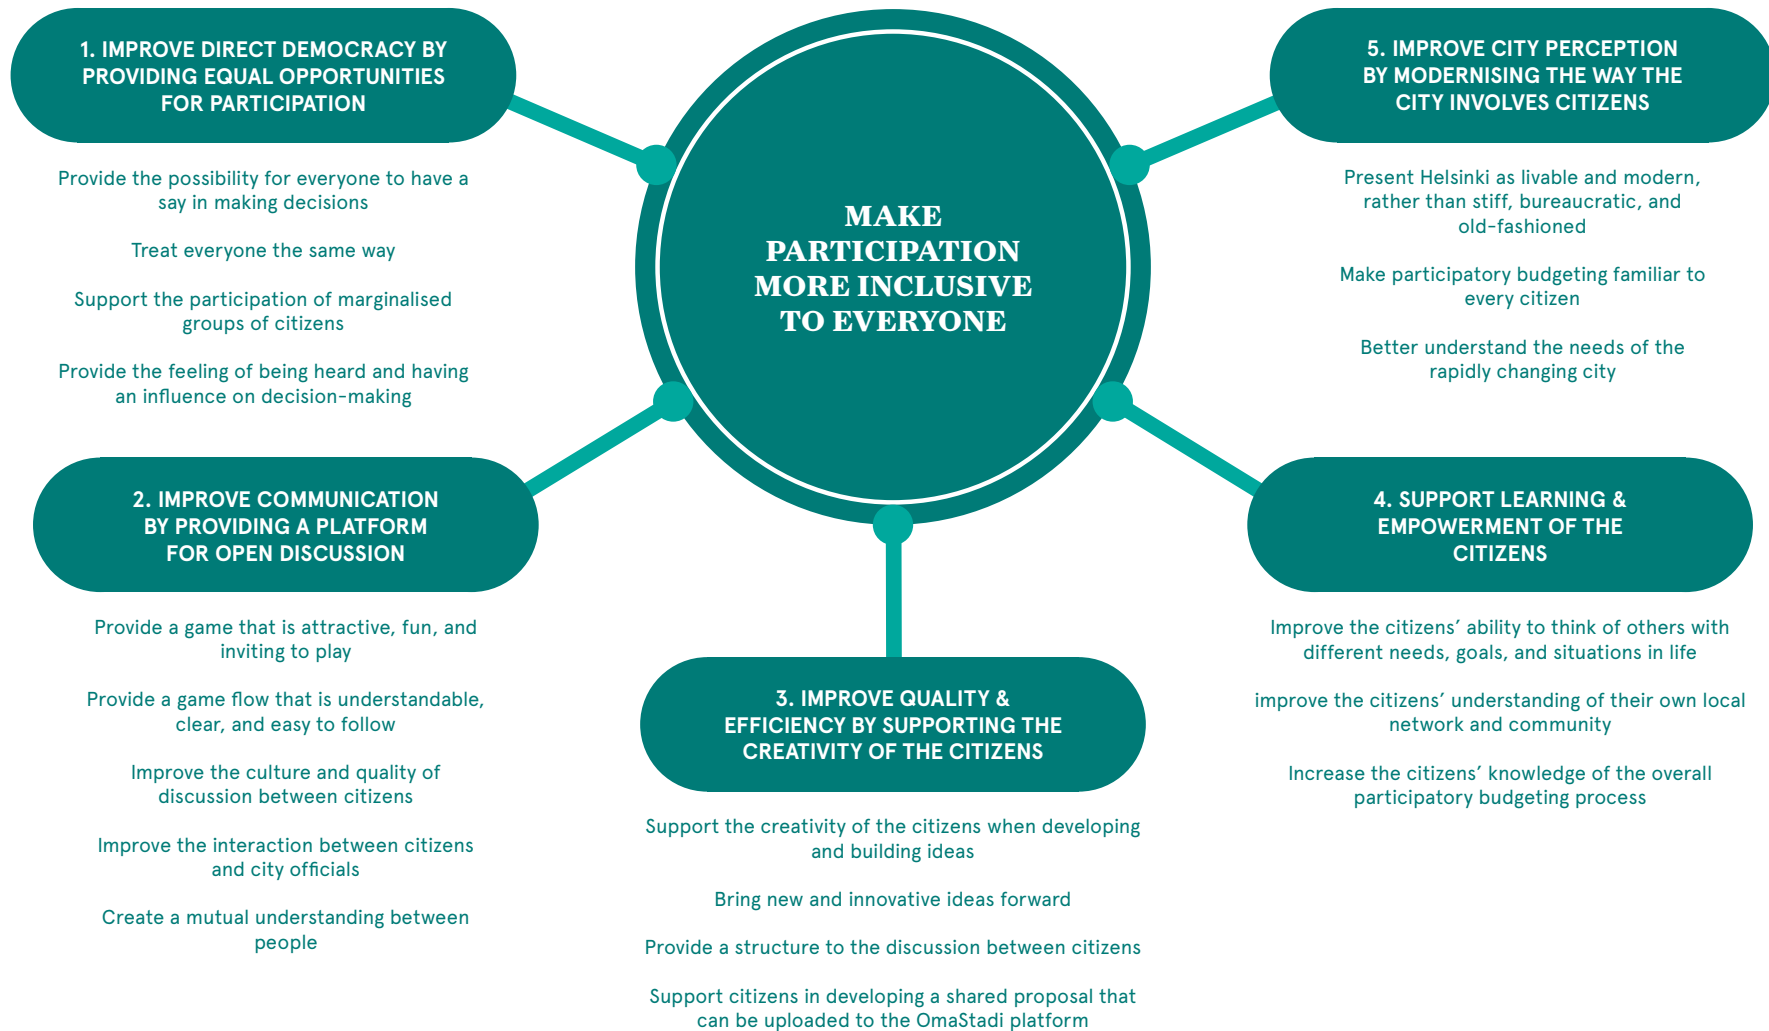 MAKE
PARTICIPATION
MORE INCLUSIVE
TO EVERYONE
1. IMPROVE DIRECT DEMOCRACY BY
PROVIDING EQUAL OPPORTUNITIES
FOR PARTICIPATION
Provide the possibility for everyone to have a
say in making decisions
Treat everyone the same way
Support the participation of marginalised
groups of citizens
Provide the feeling of being heard and having
an influence on decision-making
2. IMPROVE COMMUNICATION
BY PROVIDING A PLATFORM
FOR OPEN DISCUSSION
Provide a game that is attractive, fun, and
inviting to play
Provide a game flow that is understandable,
clear, and easy to follow
Improve the culture and quality of
discussion between citizens
Improve the interaction between citizens
and city officials
Create a mutual understanding between
people
3. IMPROVE QUALITY &
EFFICIENCY BY SUPPORTING THE
CREATIVITY OF THE CITIZENS
Support the creativity of the citizens when developing
and building ideas
Bring new and innovative ideas forward
Provide a structure to the discussion between citizens
Support citizens in developing a shared proposal that
can be uploaded to the OmaStadi platform
4. SUPPORT LEARNING &
EMPOWERMENT OF THE
CITIZENS
Improve the citizens’ ability to think of others with
different needs, goals, and situations in life
improve the citizens’ understanding of their own local
network and community
Increase the citizens’ knowledge of the overall
participatory budgeting process
5. IMPROVE CITY PERCEPTION
BY MODERNISING THE WAY THE
CITY INVOLVES CITIZENS
Present Helsinki as livable and modern,
rather than stiff, bureaucratic, and
old-fashioned
Make participatory budgeting familiar to
every citizen
Better understand the needs of the
rapidly changing city